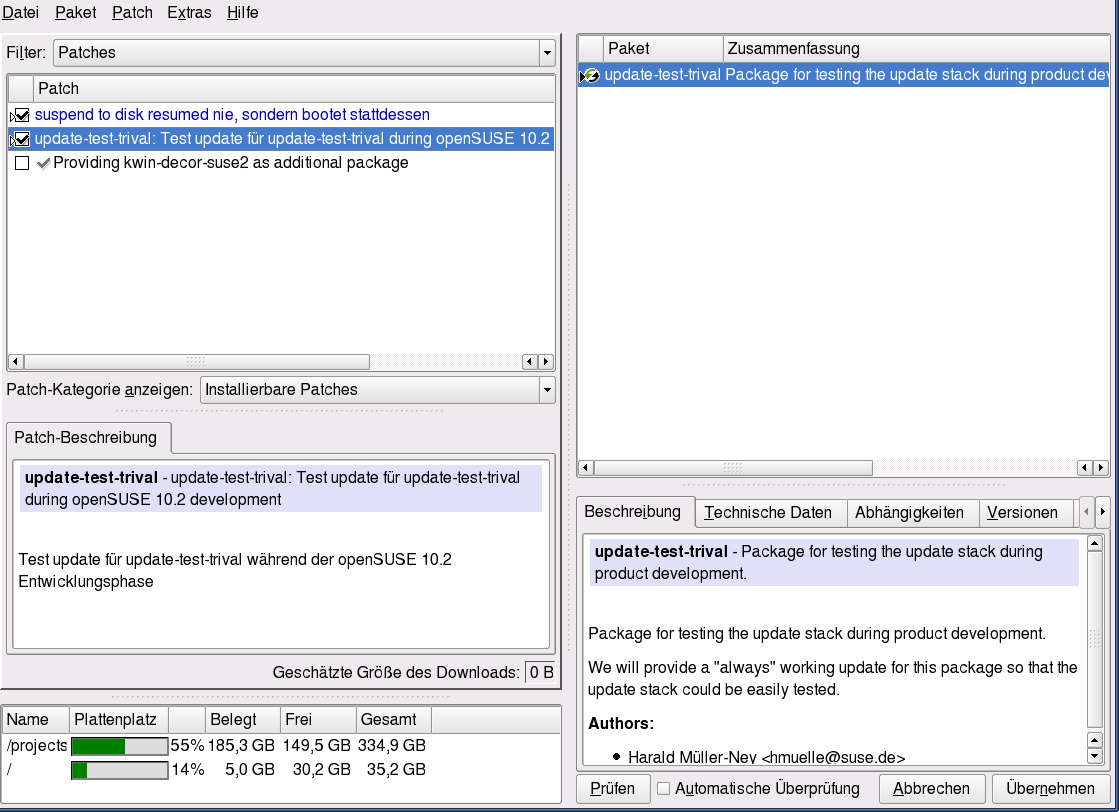 Datei Paket Patch Extras Hilfe
Filter: Patches
Patch
suspend to disk resumed nie, sondern bootet stattdessen
update-test-trival: Test update für update-test-trival during openSUSE 10.2
Providing kwin-decor-suse2 as additional package
Patch-Kategorie anzeigen: Installierbare Patches
Patch-Beschreibung
update-test-trival - update-test-trival: Test update für update-test-trival
during openSUSE 10.2 development
Test update für update-test-trival während der openSUSE 10.2
Entwicklungsphase
Geschätzte Größe des Downloads: 0 B
Name Plattenplatz Belegt Frei Gesamt
/projects 55% 185,3 GB 149,5 GB 334,9 GB
/ 14% 5,0 GB 30,2 GB 35,2 GB
Paket Zusammenfassung
update-test-trival Package for testing the update stack during product dev
Beschreibung Technische Daten Abhängigkeiten Versionen
update-test-trival - Package for testing the update stack during
product development.
Package for testing the update stack during product development.
We will provide a "always" working update for this package so that the
update stack could be easily tested.
Authors:
Harald Müller-Ney <hmuelle@suse.de>
Prüfen Automatische Überprüfung Abbrechen Übernehmen